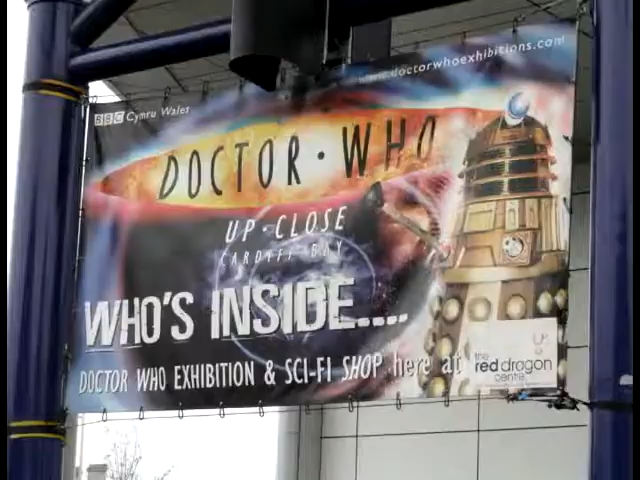 www.doctorwhoexhibitions.com
BBC Cymru Wales
DOCTOR · WHO
UP-CLOSE
CARDIFF BAY
WHO'S INSIDE....
DOCTOR WHO EXHIBITION & SCI-FI SHOP here at
the
red dragon
centre